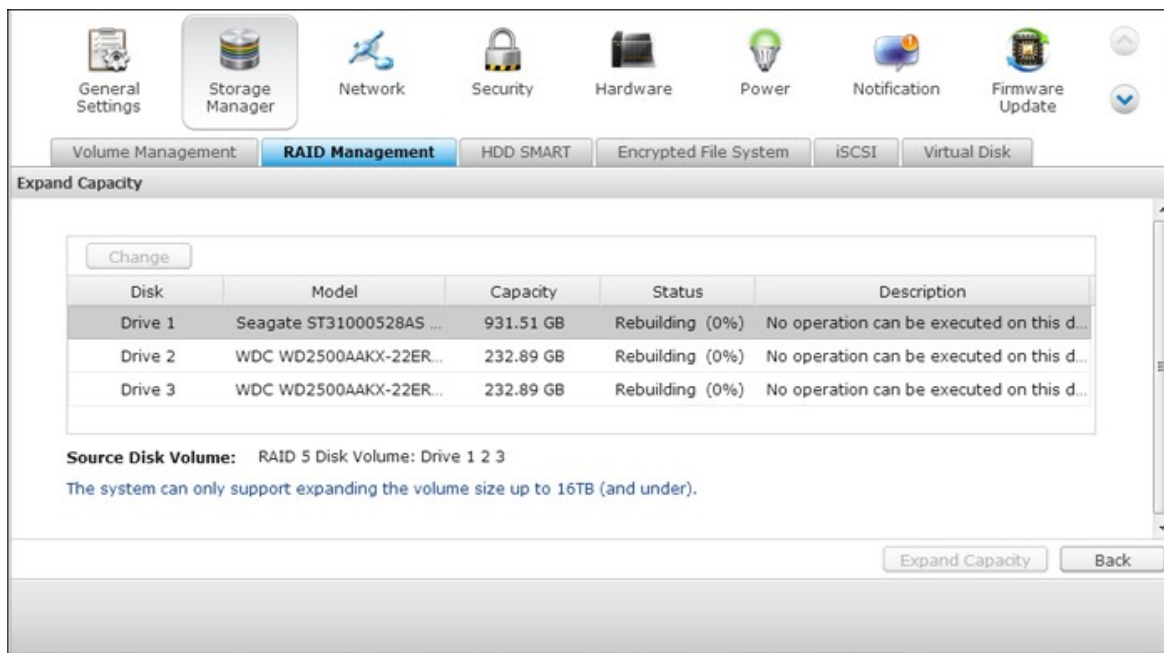 General Settings
Storage Manager
Network
Security
Hardware
Power
Notification
Firmware Update
Volume Management
RAID Management
HDD SMART
Encrypted File System
iSCSI
Virtual Disk
Expand Capacity
Change
Disk Model Capacity Status Description
Drive 1 Seagate ST31000528AS ... 931.51 GB Rebuilding (0%) No operation can be executed on this d...
Drive 2 WDC WD2500AAKX-22ER... 232.89 GB Rebuilding (0%) No operation can be executed on this d...
Drive 3 WDC WD2500AAKX-22ER... 232.89 GB Rebuilding (0%) No operation can be executed on this d...
Source Disk Volume: RAID 5 Disk Volume: Drive 1 2 3
The system can only support expanding the volume size up to 16TB (and under).
Expand Capacity Back